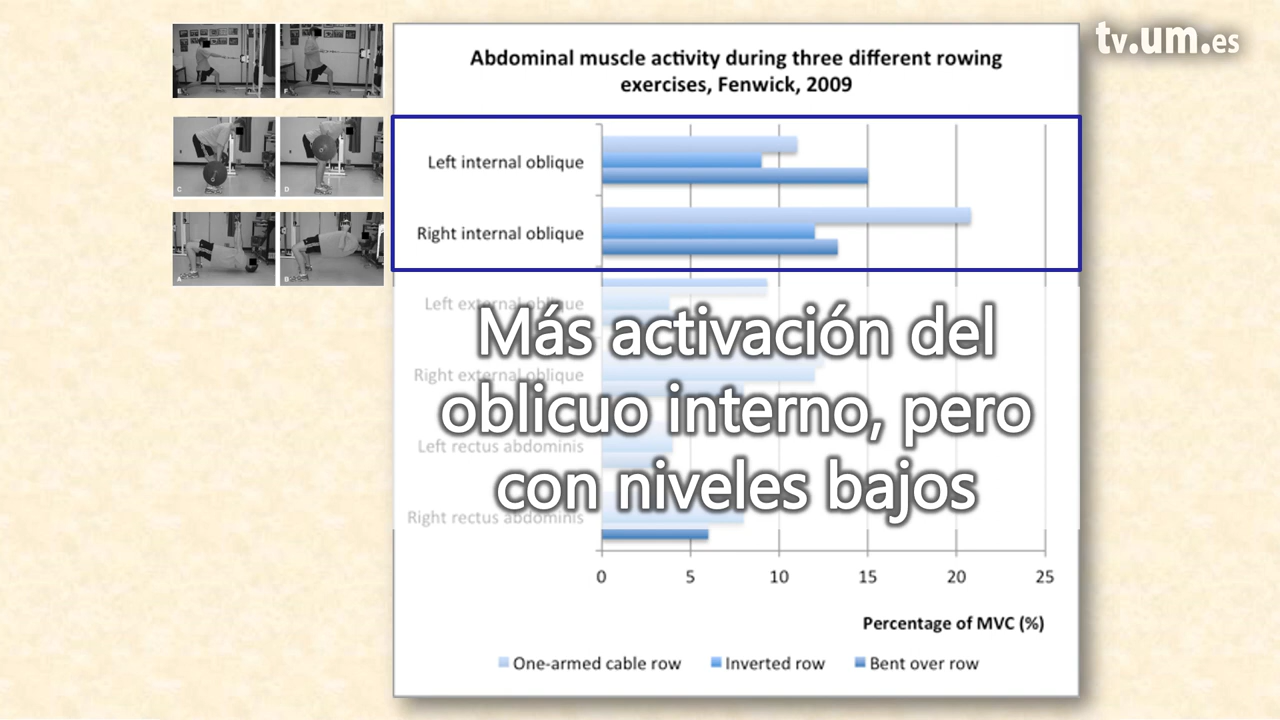 tv.um.es
Abdominal muscle activity during three different rowing
exercises, Fenwick, 2009
Left internal oblique
Right internal oblique
Left external oblique
Right external oblique
Left rectus abdominis
Right rectus abdominis
Más activación del
oblicuo interno, pero
con niveles bajos
0 5 10 15 20 25
Percentage of MVC (%)
One-armed cable row Inverted row Bent over row
E F
C D
A B